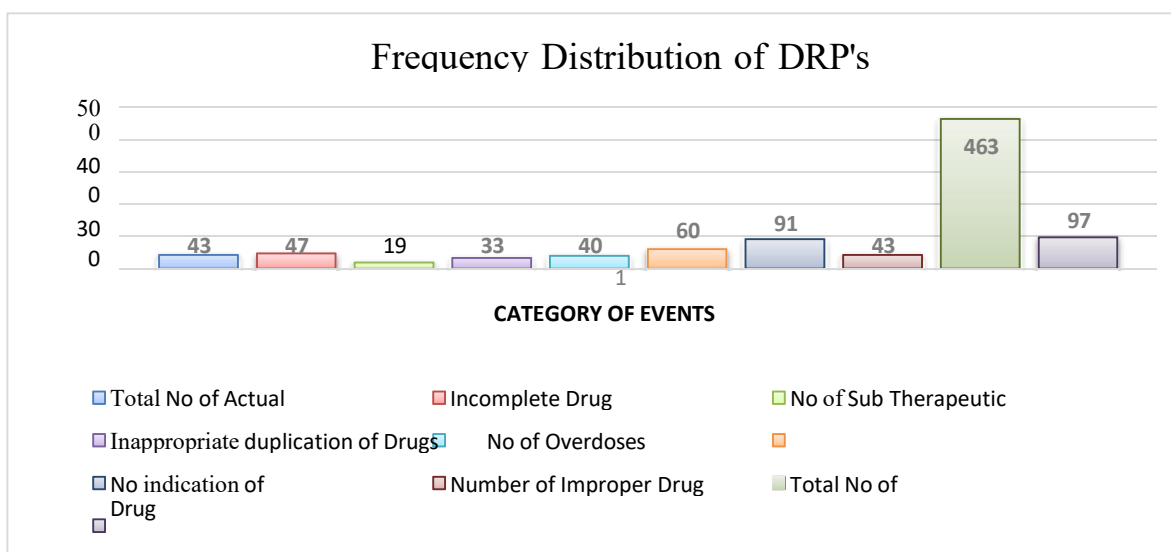 Frequency Distribution of DRP's
50
0
40
0
30
0
43 47 19 33 40 60 91 43 463 97
1
CATEGORY OF EVENTS
Total No of Actual Incomplete Drug No of Sub Therapeutic
Inappropriate duplication of Drugs No of Overdoses
No indication of Number of Improper Drug Total No of
Drug